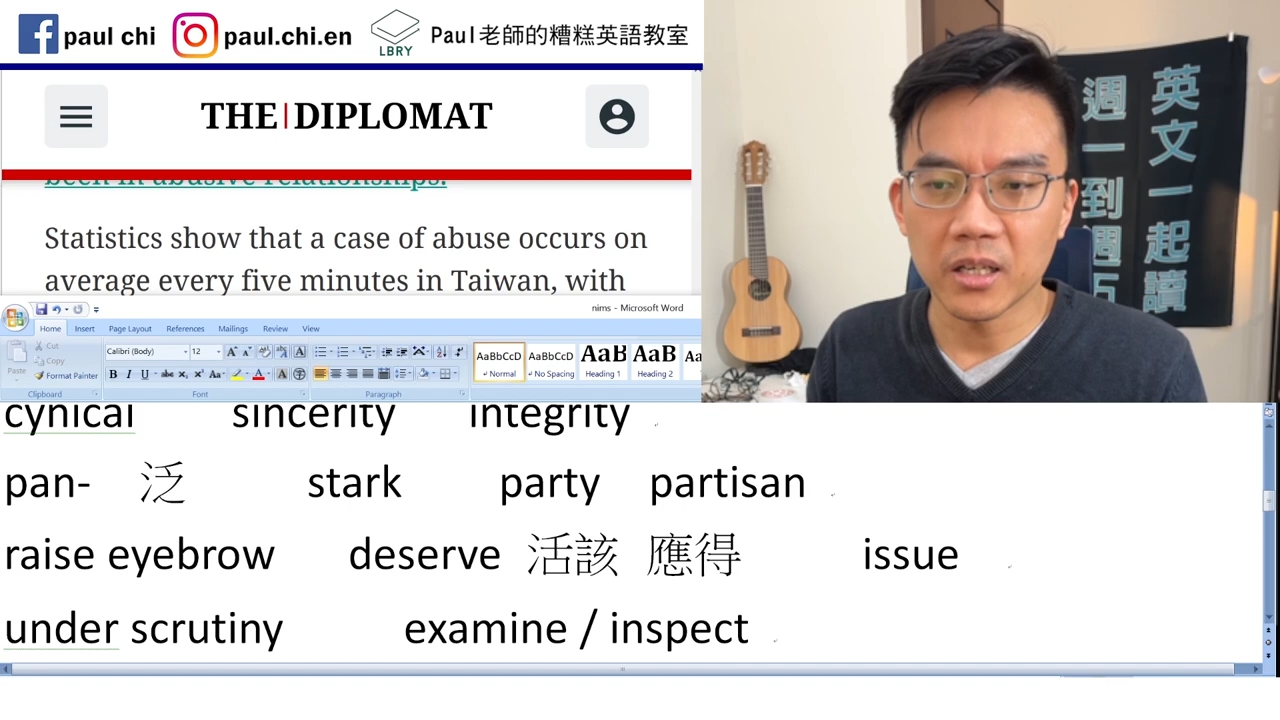 paul chi paul.chi.en LBRY Paul老師的糟糕英語教室
THE DIPLOMAT
been in abusive relationships.
Statistics show that a case of abuse occurs on
average every five minutes in Taiwan, with
nims - Microsoft Word
Home Insert Page Layout References Mailings Review View
Cut
Copy
Paste Format Painter
Calibri (Body) 12
AaBbCcD AaBbCcD AaB AaB Aa
Normal No Spacing Heading 1 Heading 2
Clipboard Font Paragraph
英文一起讀
週一到週五
cynical sincerity integrity
pan- 泛 stark party partisan
raise eyebrow deserve 活該 應得 issue
under scrutiny examine / inspect